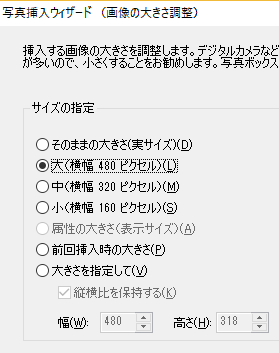 写真挿入ウィザード （画像の大きさ調整）
挿入する画像の大きさを調整します。デジタルカメラなど
が多いので、小さくすることをお勧めします。写真ボックス
サイズの指定
そのままの大きさ(実サイズ)(D)
大(横幅 480 ピクセル)(L)
中(横幅 320 ピクセル)(M)
小(横幅 160 ピクセル)(S)
属性の大きさ(表示サイズ)(A)
前回挿入時の大きさ(P)
大きさを指定して(V)
縦横比を保持する(K)
幅(W): 480 高さ(H): 318